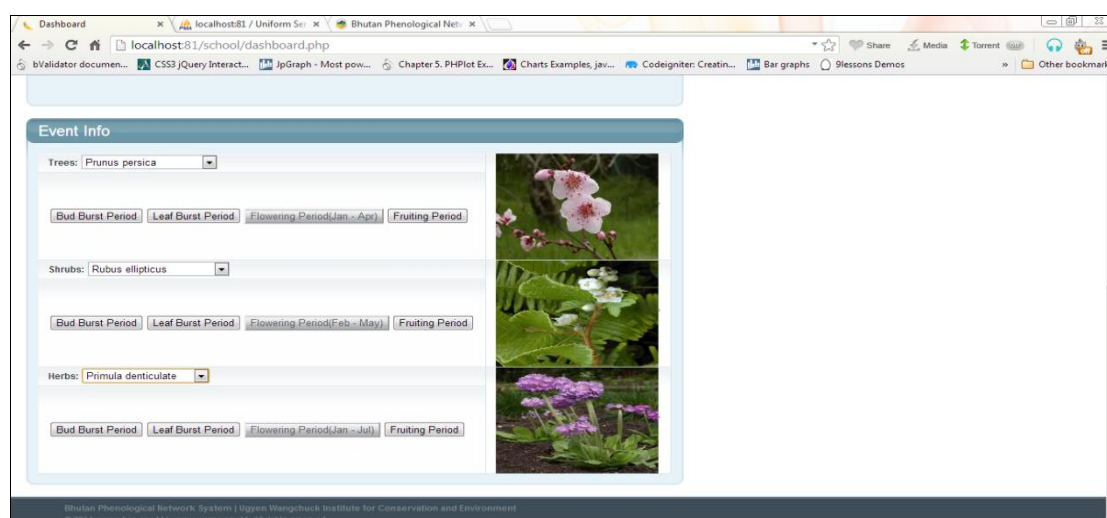 Dashboard
localhost:81 / Uniform Ser
Bhutan Phenological Net
localhost:81/school/dashboard.php
Share
Media
Torrent
bValidator documen...
CSS3 jQuery Interact...
JpGraph - Most pow...
Chapter 5. PHPlot Ex...
Charts Examples, jav...
Codeigniter: Creatin...
Bar graphs
9lessons Demos
»
Other bookmark
Event Info
Trees: Prunus persica
Bud Burst Period Leaf Burst Period Flowering Period(Jan - Apr) Fruiting Period
Shrubs: Rubus ellipticus
Bud Burst Period Leaf Burst Period Flowering Period(Feb - May) Fruiting Period
Herbs: Primula denticulate
Bud Burst Period Leaf Burst Period Flowering Period(Jan - Jul) Fruiting Period
Bhutan Phenological Network System | Ugyen Wangchuck Institute for Conservation and Environment